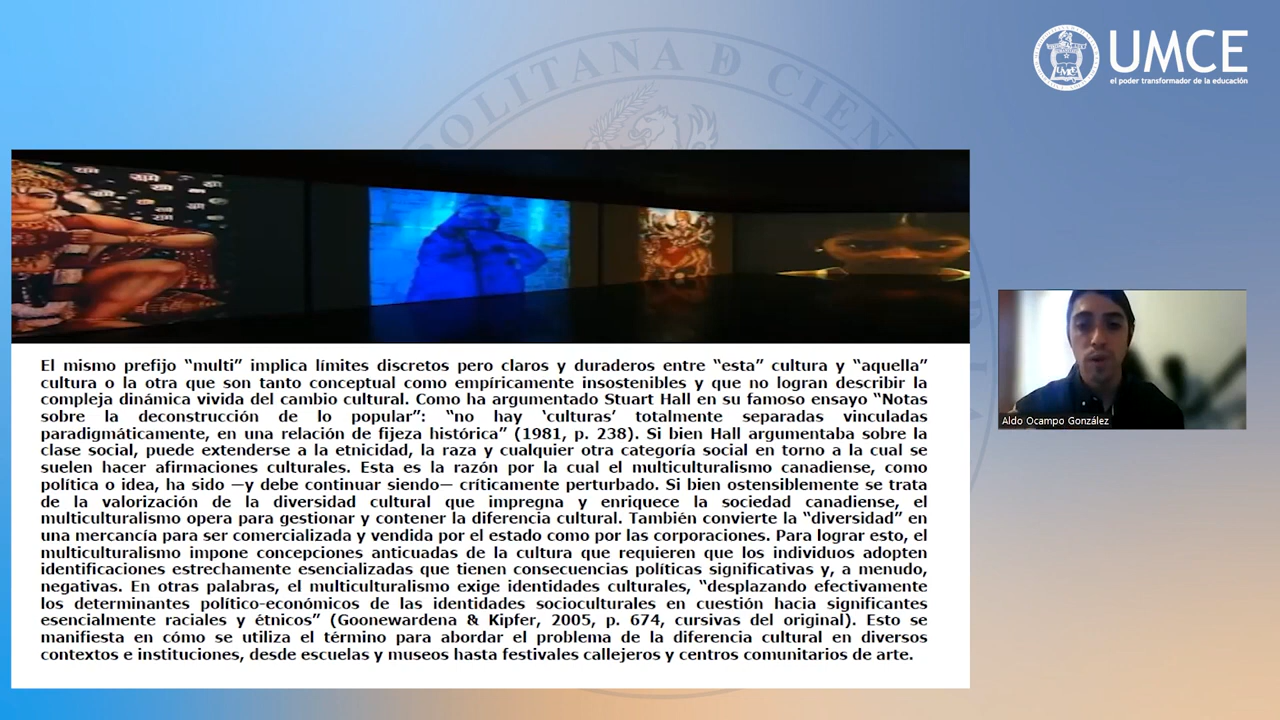 UMCE
el poder transformador de la educación
OLITANA D CIEN
El mismo prefijo “multi” implica límites discretos pero claros y duraderos entre “esta” cultura y “aquella”
cultura o la otra que son tanto conceptual como empíricamente insostenibles y que no logran describir la
compleja dinámica vivida del cambio cultural. Como ha argumentado Stuart Hall en su famoso ensayo “Notas
sobre la deconstrucción de lo popular”: “no hay ‘culturas’ totalmente separadas vinculadas
paradigmáticamente, en una relación de fijeza histórica” (1981, p. 238). Si bien Hall argumentaba sobre la
clase social, puede extenderse a la etnicidad, la raza y cualquier otra categoría social en torno a la cual se
suelen hacer afirmaciones culturales. Esta es la razón por la cual el multiculturalismo canadiense, como
política o idea, ha sido —y debe continuar siendo— críticamente perturbado. Si bien ostensiblemente se trata
de la valorización de la diversidad cultural que impregna y enriquece la sociedad canadiense, el
multiculturalismo opera para gestionar y contener la diferencia cultural. También convierte la “diversidad” en
una mercancía para ser comercializada y vendida por el estado como por las corporaciones. Para lograr esto, el
multiculturalismo impone concepciones anticuadas de la cultura que requieren que los individuos adopten
identificaciones estrechamente esencializadas que tienen consecuencias políticas significativas y, a menudo,
negativas. En otras palabras, el multiculturalismo exige identidades culturales, “desplazando efectivamente
los determinantes político-económicos de las identidades socioculturales en cuestión hacia significantes
esencialmente raciales y étnicos” (Goonewardena & Kipfer, 2005, p. 674, cursivas del original). Esto se
manifiesta en cómo se utiliza el término para abordar el problema de la diferencia cultural en diversos
contextos e instituciones, desde escuelas y museos hasta festivales callejeros y centros comunitarios de arte.
Aldo Ocampo González